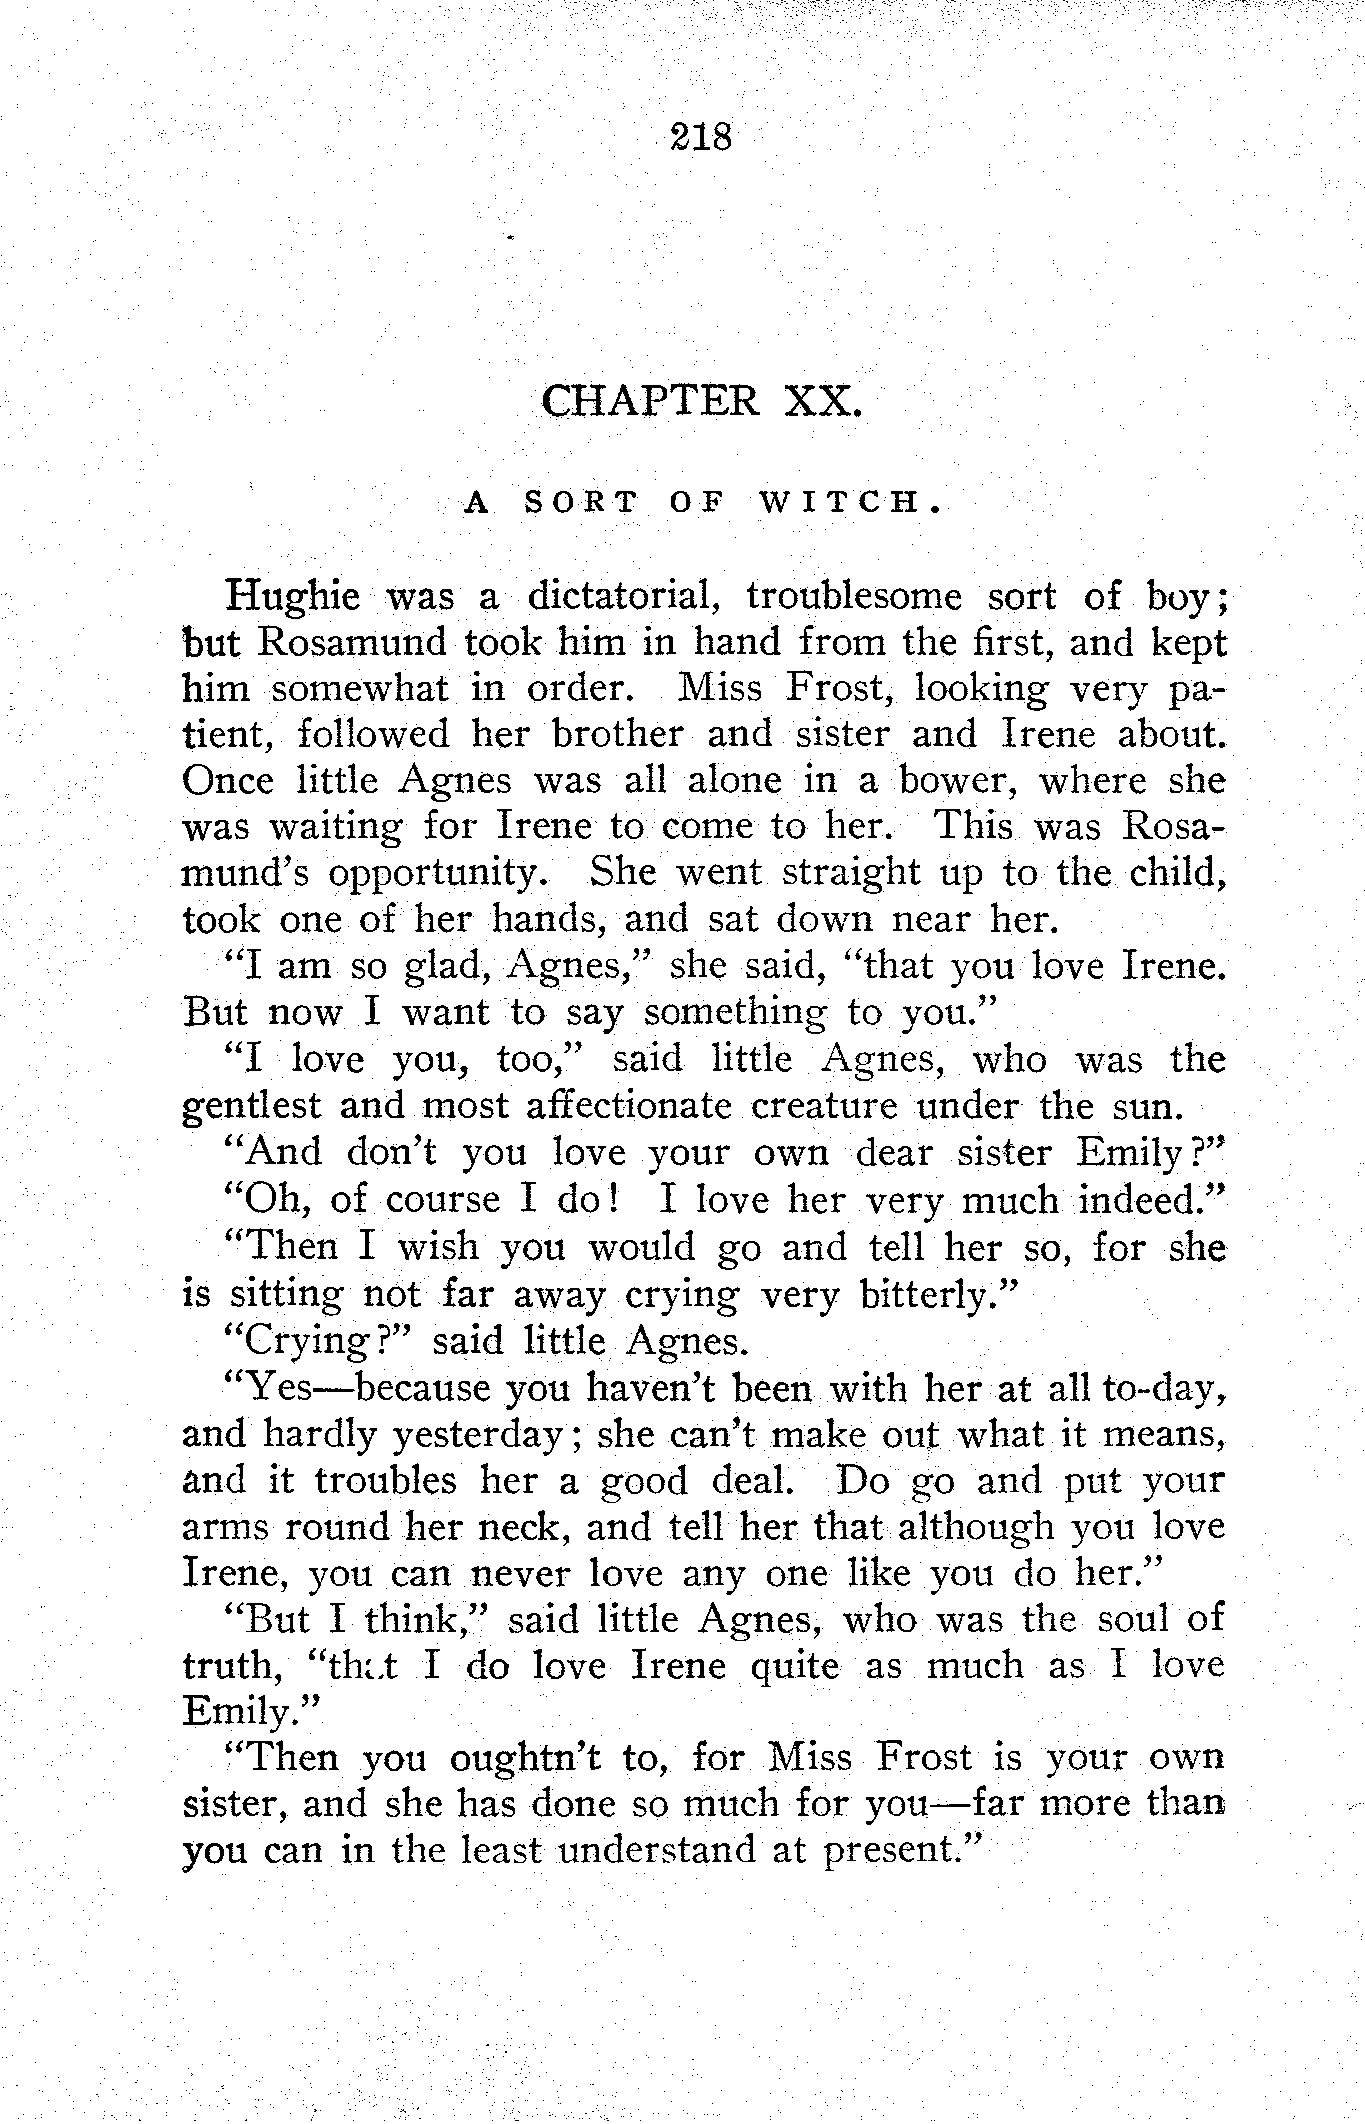 218
CHAPTER XX.
A SORT OF WITCH.
Hughie was a dictatorial, troublesome sort of boy;
but Rosamund took him in hand from the first, and kept
him somewhat in order. Miss Frost, looking very pa-
tient, followed her brother and sister and Irene about.
Once little Agnes was all alone in a bower, where she
was waiting for Irene to come to her. This was Rosa-
mund's opportunity. She went straight up to the child,
took one of her hands, and sat down near her.
"I am so glad, Agnes," she said, "that you love Irene.
But now I want to say something to you."
"I love you, too," said little Agnes, who was the
gentlest and most affectionate creature under the sun.
"And don't you love your own dear sister Emily?"
"Oh, of course I do! I love her very much indeed."
"Then I wish you would go and tell her so, for she
is sitting not far away crying very bitterly."
"Crying?" said little Agnes.
"Yes—because you haven't been with her at all to-day,
and hardly yesterday; she can't make out what it means,
and it troubles her a good deal. Do go and put your
arms round her neck, and tell her that although you love
Irene, you can never love any one like you do her."
"But I think," said little Agnes, who was the soul of
truth, "that I do love Irene quite as much as I love
Emily."
"Then you oughtn't to, for Miss Frost is your own
sister, and she has done so much for you—far more than
you can in the least understand at present."